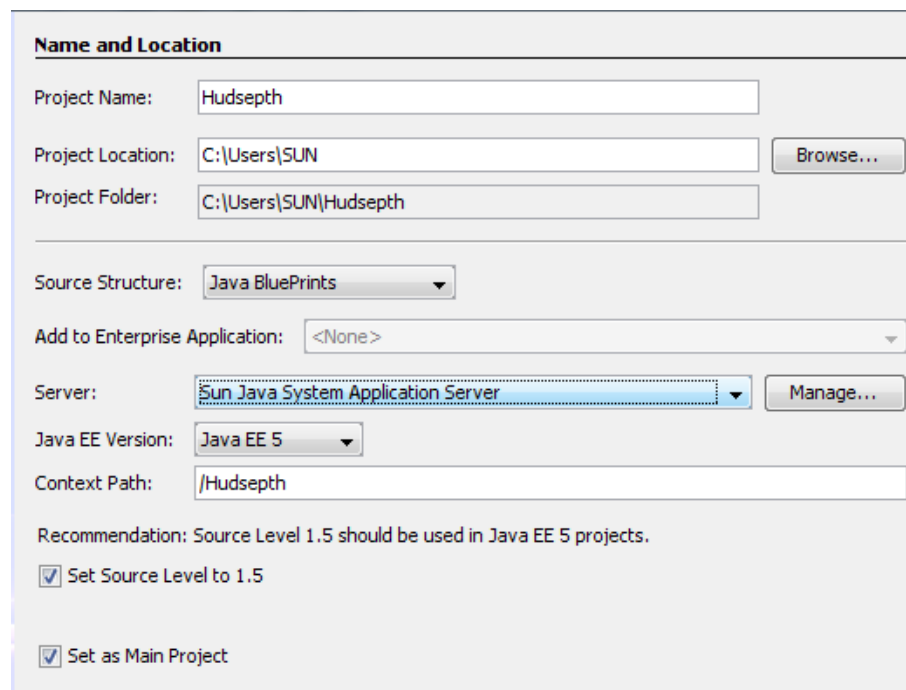 Name and Location
Project Name: Hudsepth
Project Location: C:\Users\SUN Browse...
Project Folder: C:\Users\SUN\Hudsepth
Source Structure: Java BluePrints
Add to Enterprise Application: <None>
Server: Sun Java System Application Server Manage...
Java EE Version: Java EE 5
Context Path: /Hudsepth
Recommendation: Source Level 1.5 should be used in Java EE 5 projects.
Set Source Level to 1.5
Set as Main Project